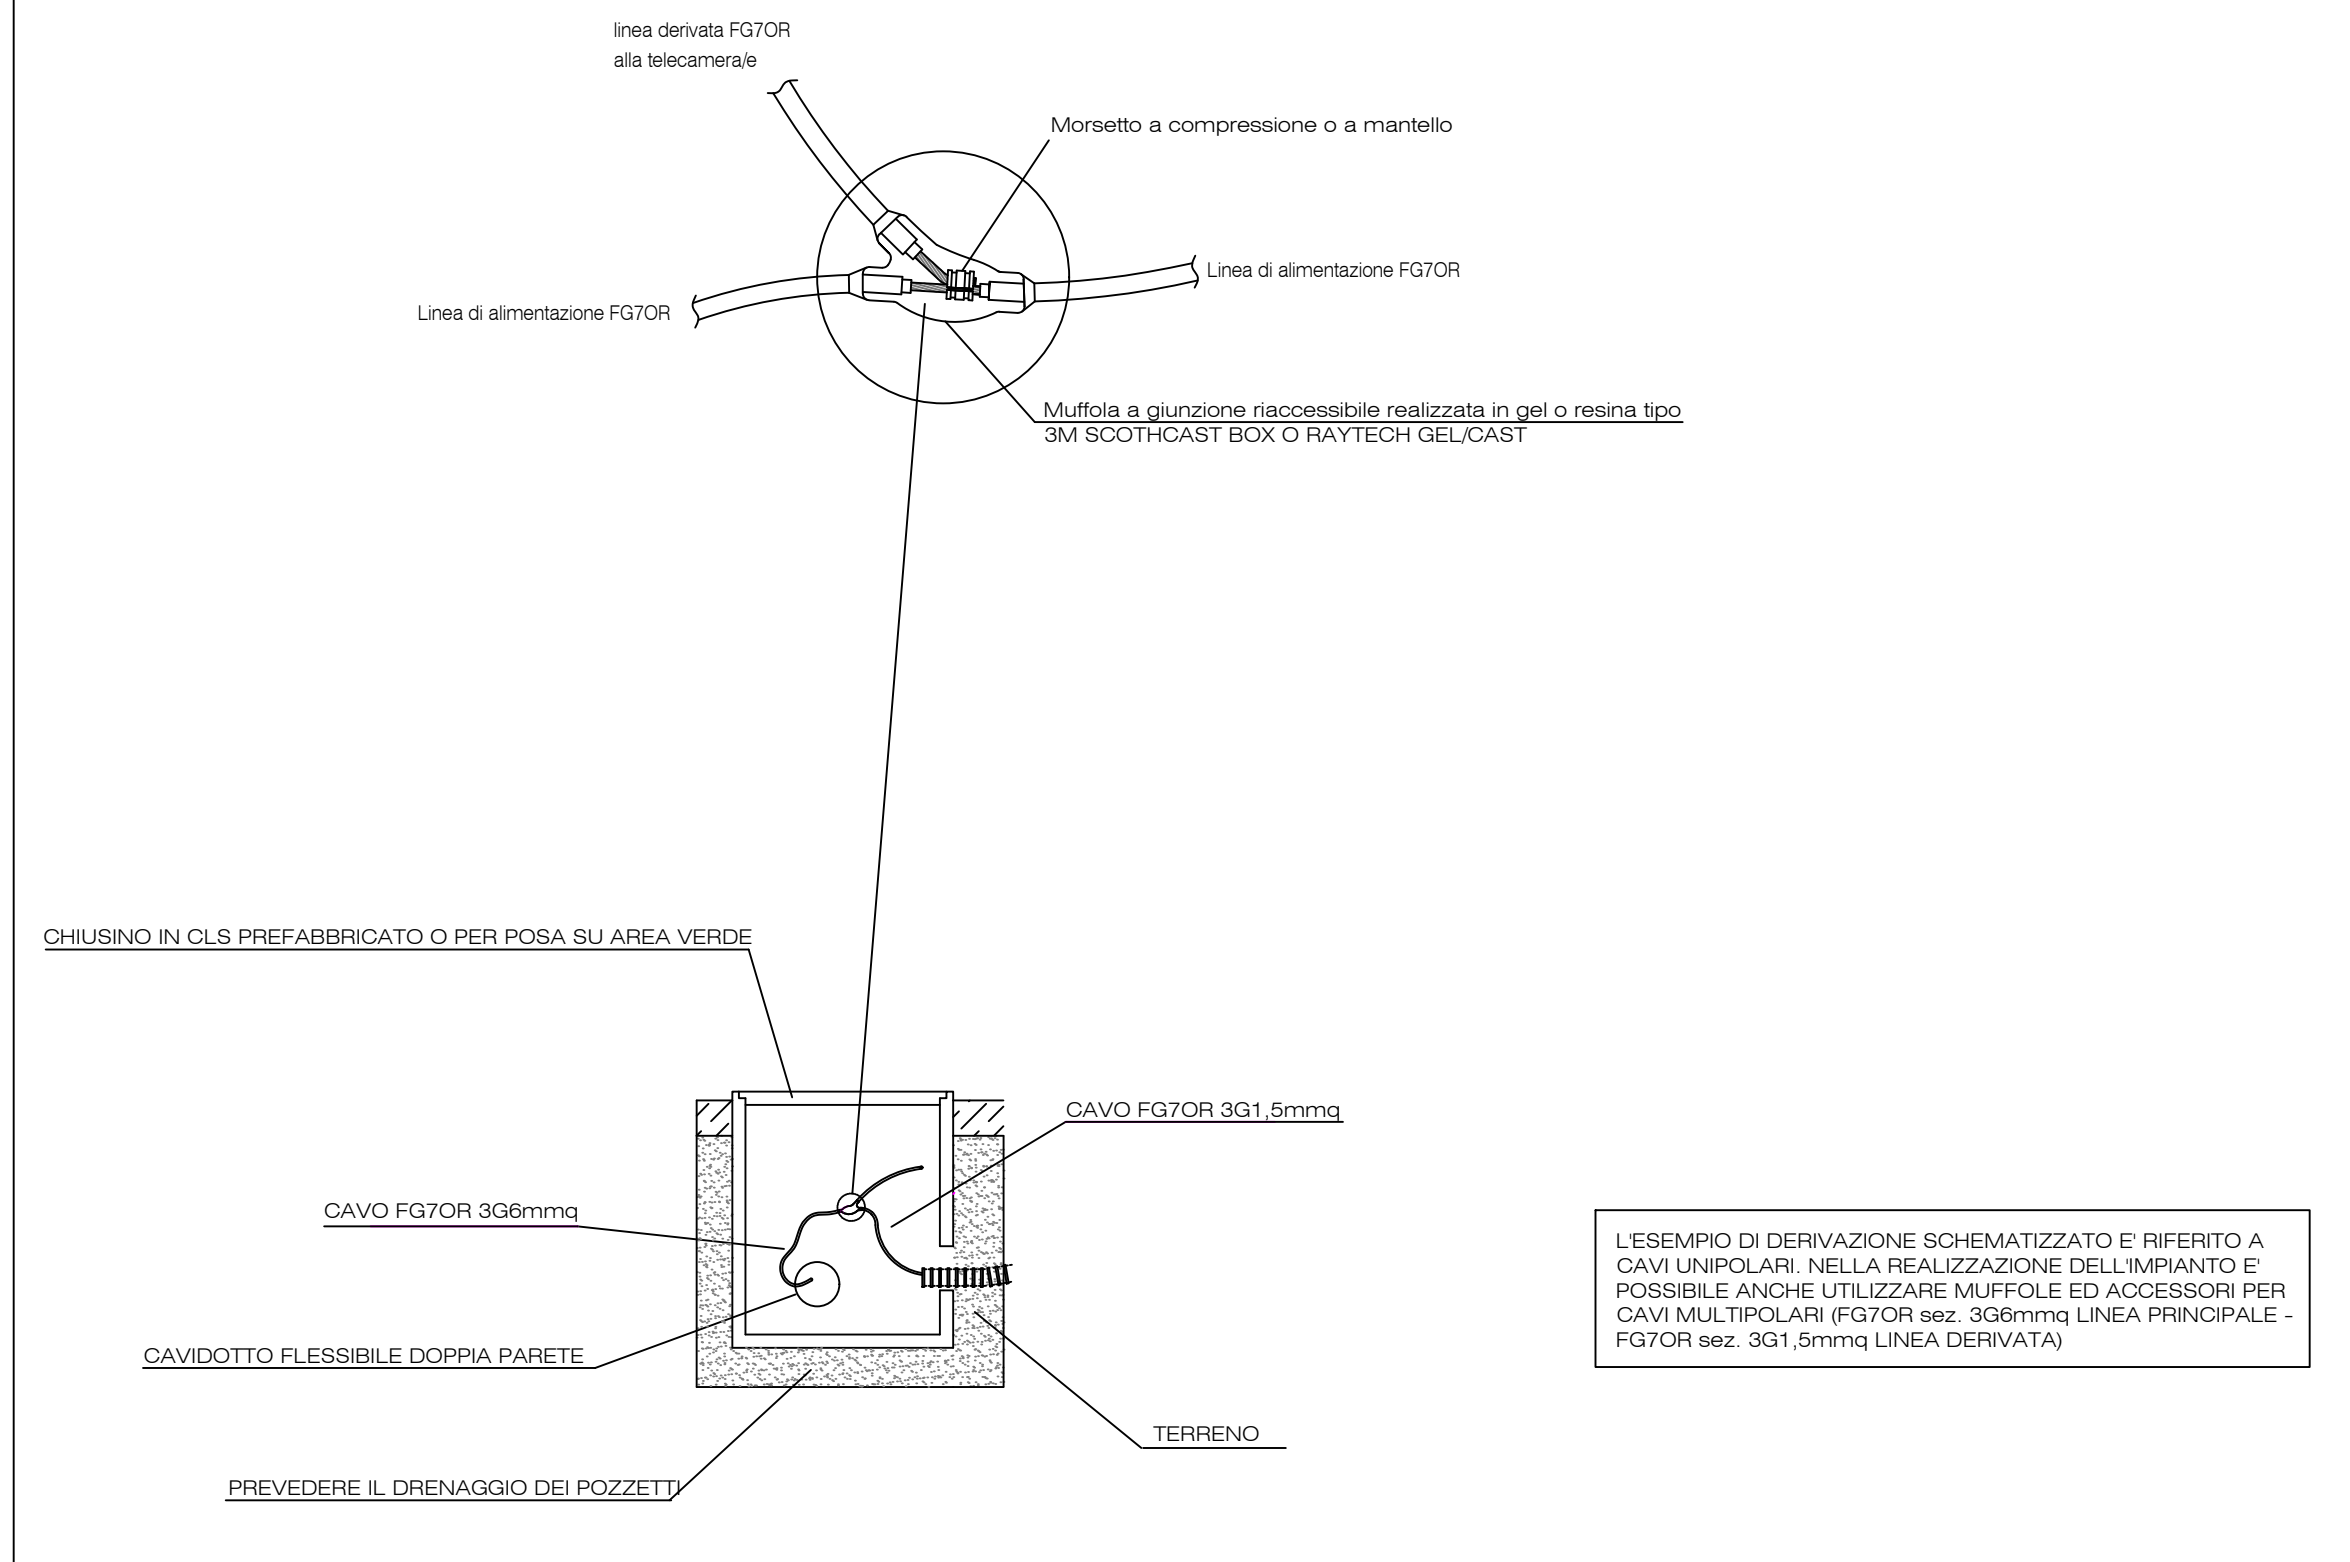 linea derivata FG7OR
alla telecamera/e
Morsetto a compressione o a mantello
Linea di alimentazione FG7OR
Linea di alimentazione FG7OR
Muffola a giunzione riaccessibile realizzata in gel o resina tipo
3M SCOTHCAST BOX O RAYTECH GEL/CAST
CHIUSINO IN CLS PREFABBRICATO O PER POSA SU AREA VERDE
CAVO FG7OR 3G1,5mmq
CAVO FG7OR 3G6mmq
L'ESEMPIO DI DERIVAZIONE SCHEMATIZZATO E' RIFERITO A
CAVI UNIPOLARI. NELLA REALIZZAZIONE DELL'IMPIANTO E'
POSSIBILE ANCHE UTILIZZARE MUFFOLE ED ACCESSORI PER
CAVI MULTIPOLARI (FG7OR sez. 3G6mmq LINEA PRINCIPALE -
FG7OR sez. 3G1,5mmq LINEA DERIVATA)
CAVIDOTTO FLESSIBILE DOPPIA PARETE
TERRENO
PREVEDERE IL DRENAGGIO DEI POZZETTI